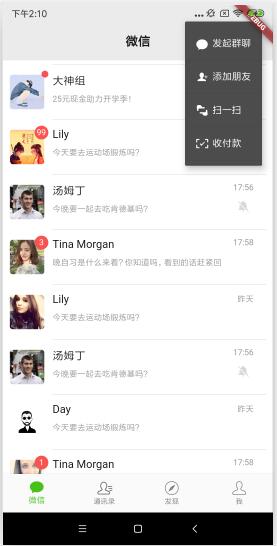 下午2:10
DEBUG
微信
发起群聊
添加朋友
扫一扫
收付款
大神组
25元现金助力开学季!
99
Lily
今天要去运动场锻炼吗?
汤姆丁
17:56
今晚要一起去吃肯德基吗?
3
Tina Morgan
17:58
晚自习是什么来着?你知道吗,看到的话赶紧回
Lily
昨天
今天要去运动场锻炼吗?
汤姆丁
17:56
今晚要一起去吃肯德基吗?
Day
昨天
今天要去运动场锻炼吗?
1
Tina Morgan
17:58
微信
通讯录
发现
我